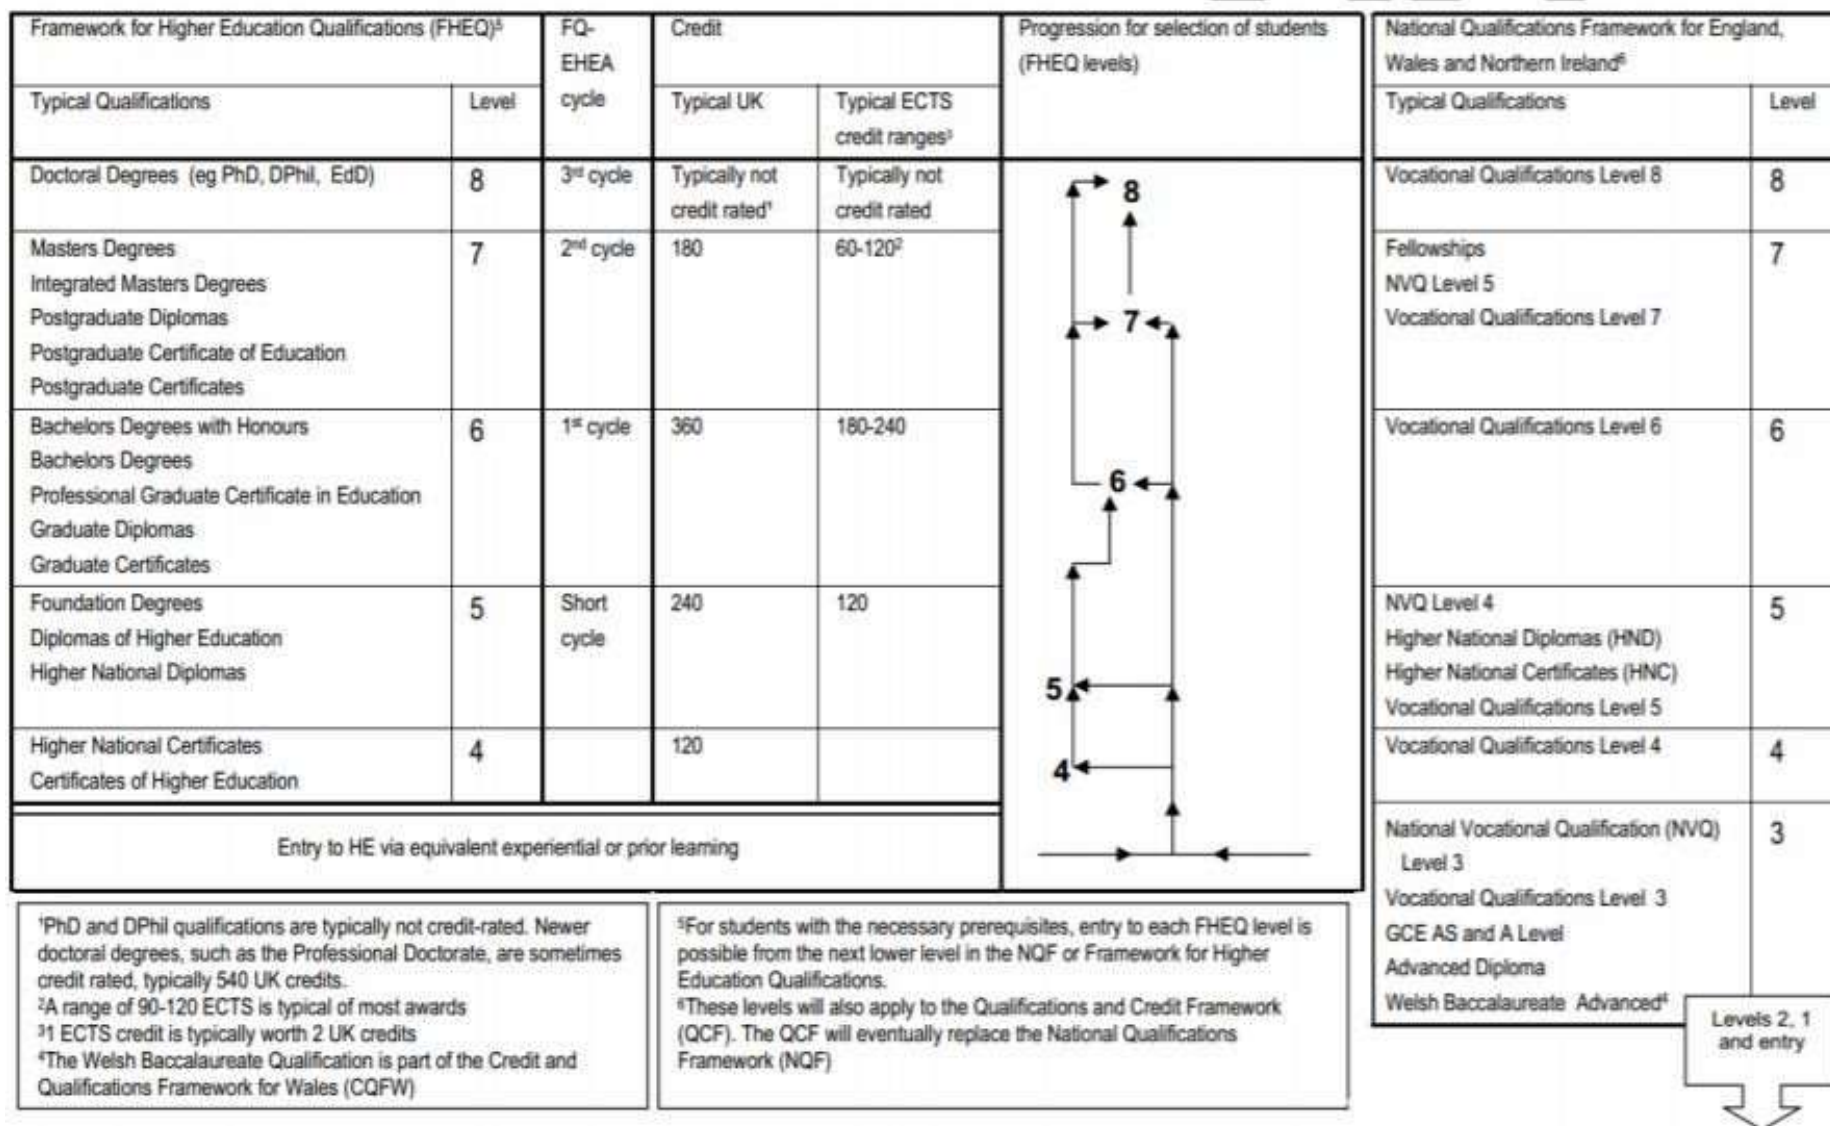 Framework for Higher Education Qualifications (FHEQ)⁵
FQ-
EHEA
cycle
Credit
Progression for selection of students
(FHEQ levels)
National Qualifications Framework for England,
Wales and Northern Ireland⁶
Typical Qualifications
Level
Typical UK
Typical ECTS
credit ranges³
Typical Qualifications
Level
Doctoral Degrees (eg PhD, DPhil, EdD)
8
3rd cycle
Typically not
credit rated¹
Typically not
credit rated
8
Vocational Qualifications Level 8
8
Masters Degrees
Integrated Masters Degrees
Postgraduate Diplomas
Postgraduate Certificate of Education
Postgraduate Certificates
7
2nd cycle
180
60-120²
7
Fellowships
NVQ Level 5
Vocational Qualifications Level 7
7
Bachelors Degrees with Honours
Bachelors Degrees
Professional Graduate Certificate in Education
Graduate Diplomas
Graduate Certificates
6
1st cycle
360
180-240
6
Vocational Qualifications Level 6
6
Foundation Degrees
Diplomas of Higher Education
Higher National Diplomas
5
Short
cycle
240
120
5
NVQ Level 4
Higher National Diplomas (HND)
Higher National Certificates (HNC)
Vocational Qualifications Level 5
5
Higher National Certificates
Certificates of Higher Education
4
120
4
Vocational Qualifications Level 4
4
Entry to HE via equivalent experiential or prior learning
National Vocational Qualification (NVQ)
Level 3
Vocational Qualifications Level 3
GCE AS and A Level
Advanced Diploma
Welsh Baccalaureate Advanced⁴
3
Levels 2, 1
and entry
¹PhD and DPhil qualifications are typically not credit-rated. Newer
doctoral degrees, such as the Professional Doctorate, are sometimes
credit rated, typically 540 UK credits.
²A range of 90-120 ECTS is typical of most awards
³1 ECTS credit is typically worth 2 UK credits
⁴The Welsh Baccalaureate Qualification is part of the Credit and
Qualifications Framework for Wales (CQFW)
⁵For students with the necessary prerequisites, entry to each FHEQ level is
possible from the next lower level in the NQF or Framework for Higher
Education Qualifications.
⁶These levels will also apply to the Qualifications and Credit Framework
(QCF). The QCF will eventually replace the National Qualifications
Framework (NQF)